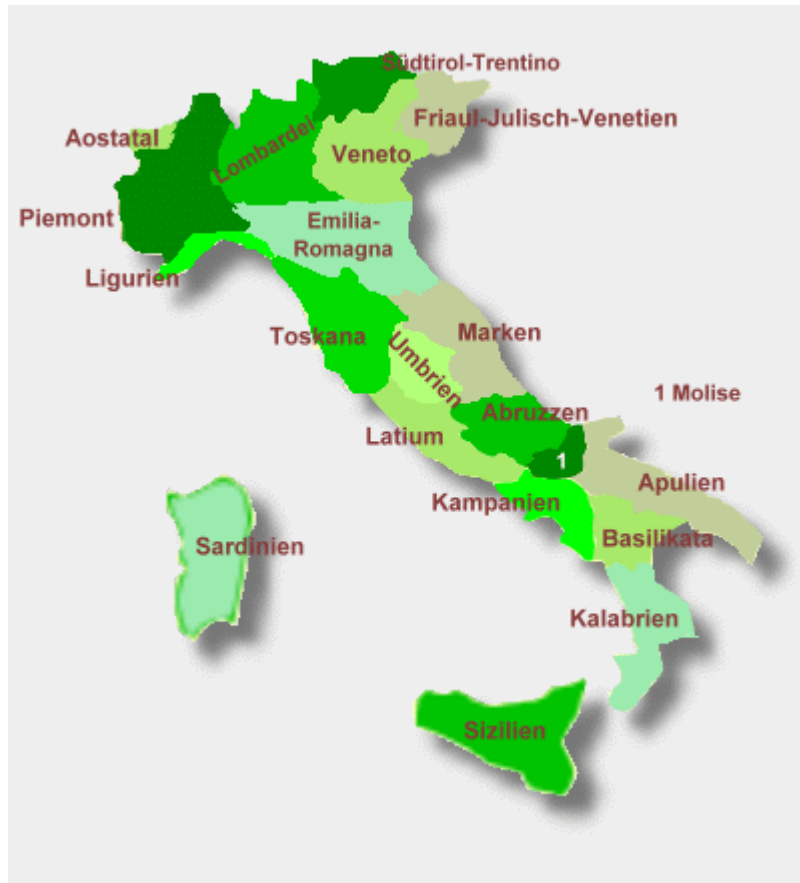 Südtirol-Trentino
Friaul-Julisch-Venetien
Aostatal
Lombardei
Veneto
Piemont
Emilia-
Romagna
Ligurien
Toskana
Marken
Umbrien
1 Molise
Abruzzen
Latium
1
Apulien
Kampanien
Basilikata
Sardinien
Kalabrien
Sizilien